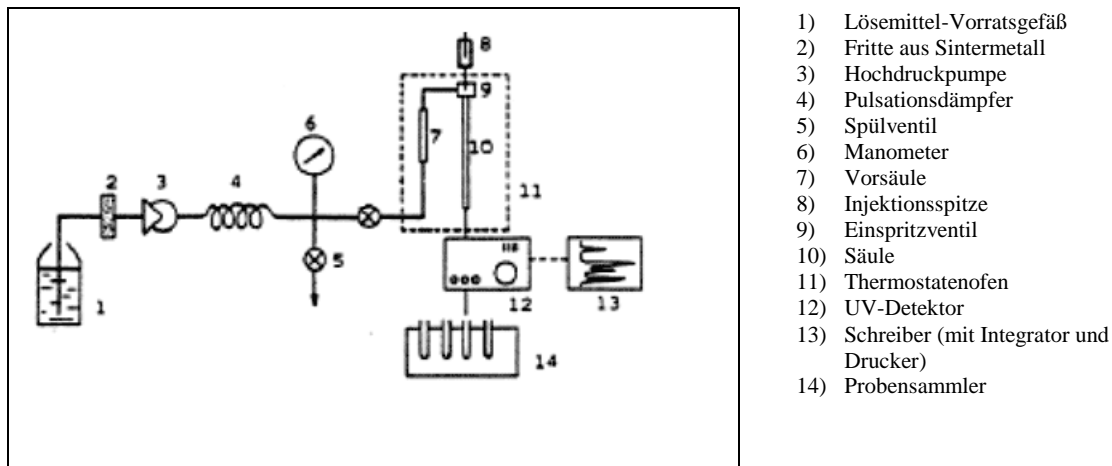 1) Lösemittel-Vorratsgefäß
2) Fritte aus Sintermetall
3) Hochdruckpumpe
4) Pulsationsdämpfer
5) Spülventil
6) Manometer
7) Vorsäule
8) Injektionsspitze
9) Einspritzventil
10) Säule
11) Thermostatenofen
12) UV-Detektor
13) Schreiber (mit Integrator und
Drucker)
14) Probensammler
8
9
6
7
10
2
3
4
11
5
1
12
13
14